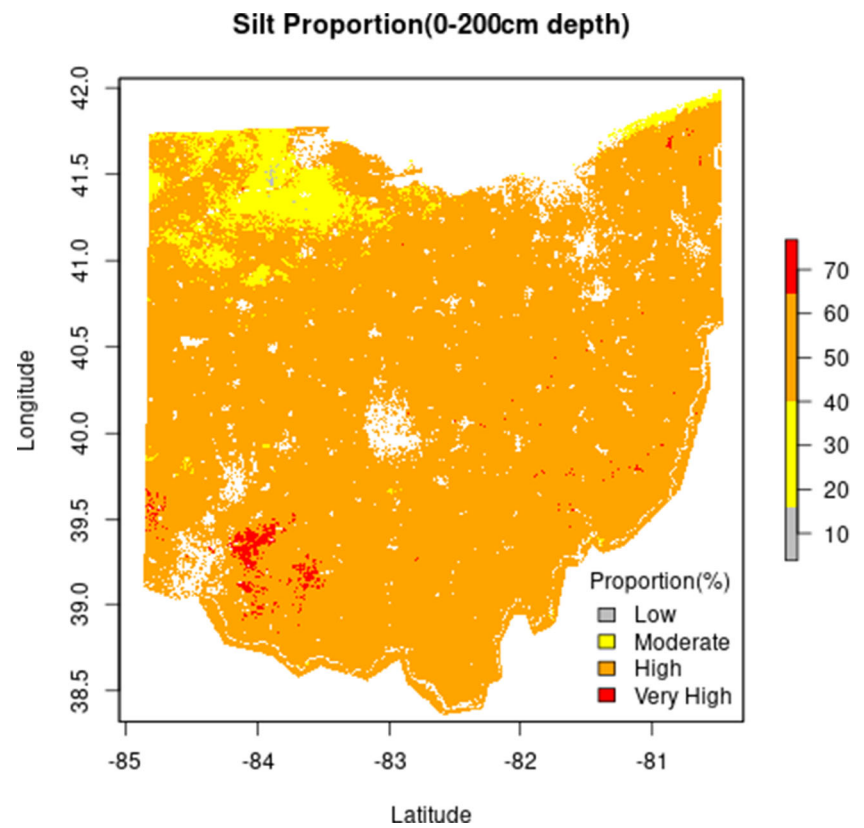 Silt Proportion(0-200cm depth)
Longitude
42.0
41.5
41.0
40.5
40.0
39.5
39.0
38.5
-85
-84
-83
-82
-81
Latitude
Proportion(%)
Low
Moderate
High
Very High
70
60
50
40
30
20
10